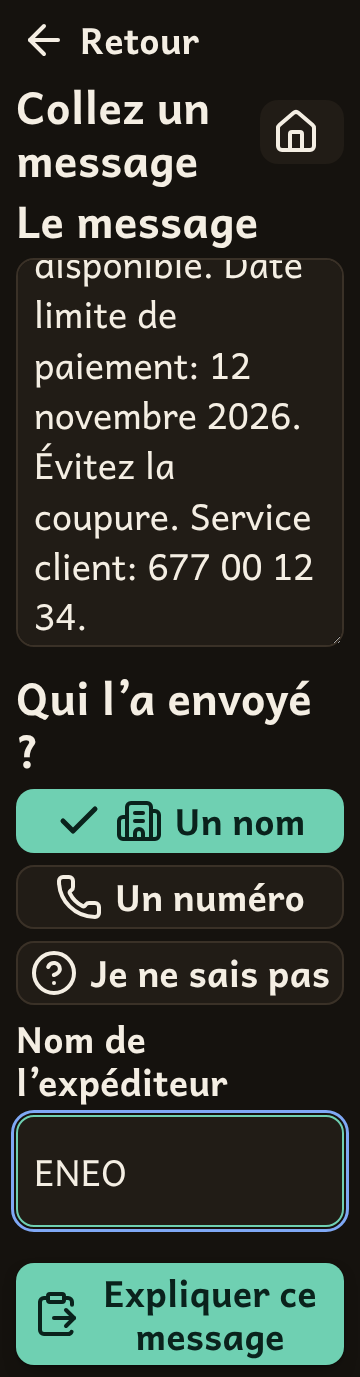 Retour
Collez un
message
Le message
disponible. Date
limite de
paiement: 12
novembre 2026.
Évitez la
coupure. Service
client: 677 00 12
34.
Qui l’a envoyé
?
Un nom
Un numéro
Je ne sais pas
Nom de
l’expéditeur
ENEO
Expliquer ce
message